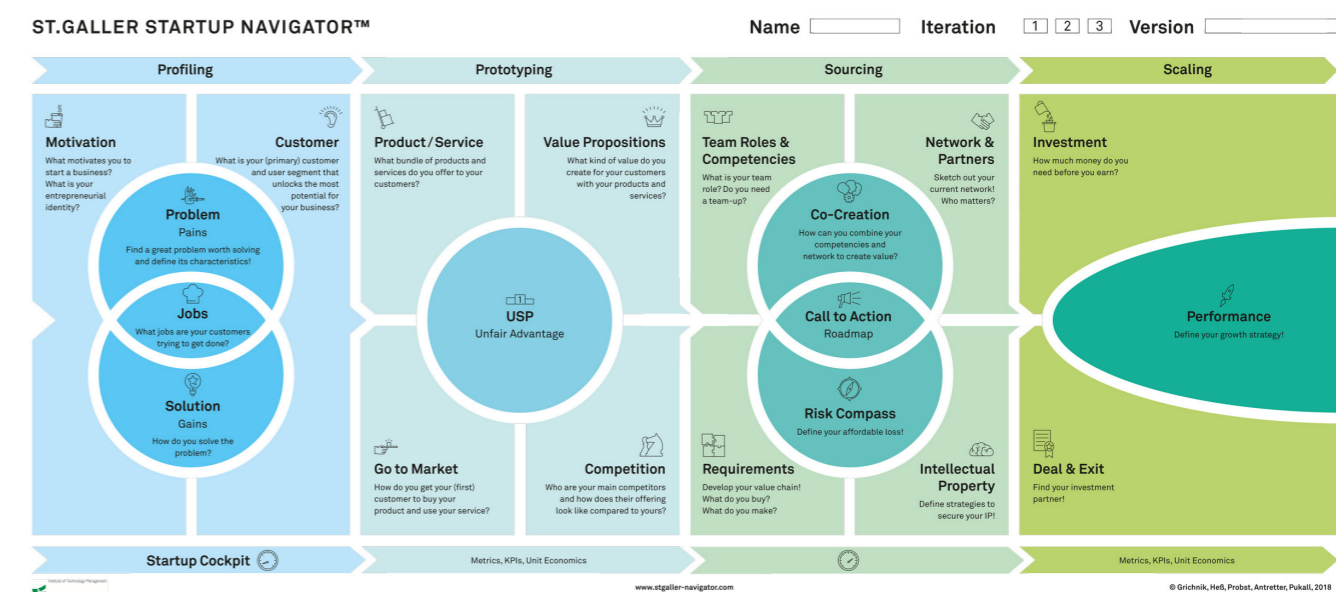 ST.GALLER STARTUP NAVIGATOR™
Name
Iteration
1 2 3
Version
Profiling
Prototyping
Sourcing
Scaling
Motivation
What motivates you to
start a business?
What is your
entrepreneurial
identity?
Customer
What is your (primary) customer
and user segment that
unlocks the most
potential for
your business?
Problem
Pains
Find a great problem worth solving
and define its characteristics!
Jobs
What jobs are your customers
trying to get done?
Solution
Gains
How do you solve the
problem?
Product/Service
What bundle of products and
services do you offer to your
customers?
Value Propositions
What kind of value do you
create for your customers
with your products and
services?
1
USP
Unfair Advantage
Go to Market
How do you get your (first)
customer to buy your
product and use your service?
Competition
Who are your main competitors
and how does their offering
look like compared to yours?
Team Roles &
Competencies
What is your team
role? Do you need
a team-up?
Network &
Partners
Sketch out your
current network!
Who matters?
Co-Creation
How can you combine your
competencies and
network to create value?
Call to Action
Roadmap
Risk Compass
Define your affordable loss!
Requirements
Develop your value chain!
What do you buy?
What do you make?
Intellectual
Property
Define strategies to
secure your IP!
Investment
How much money do you
need before you earn?
Performance
Define your growth strategy!
Deal & Exit
Find your investment
partner!
Startup Cockpit
Metrics, KPIs, Unit Economics
Metrics, KPIs, Unit Economics
Institute of Technology Management
www.stgaller-navigator.com
© Grichnik, Heß, Probst, Antretter, Pukall, 2018